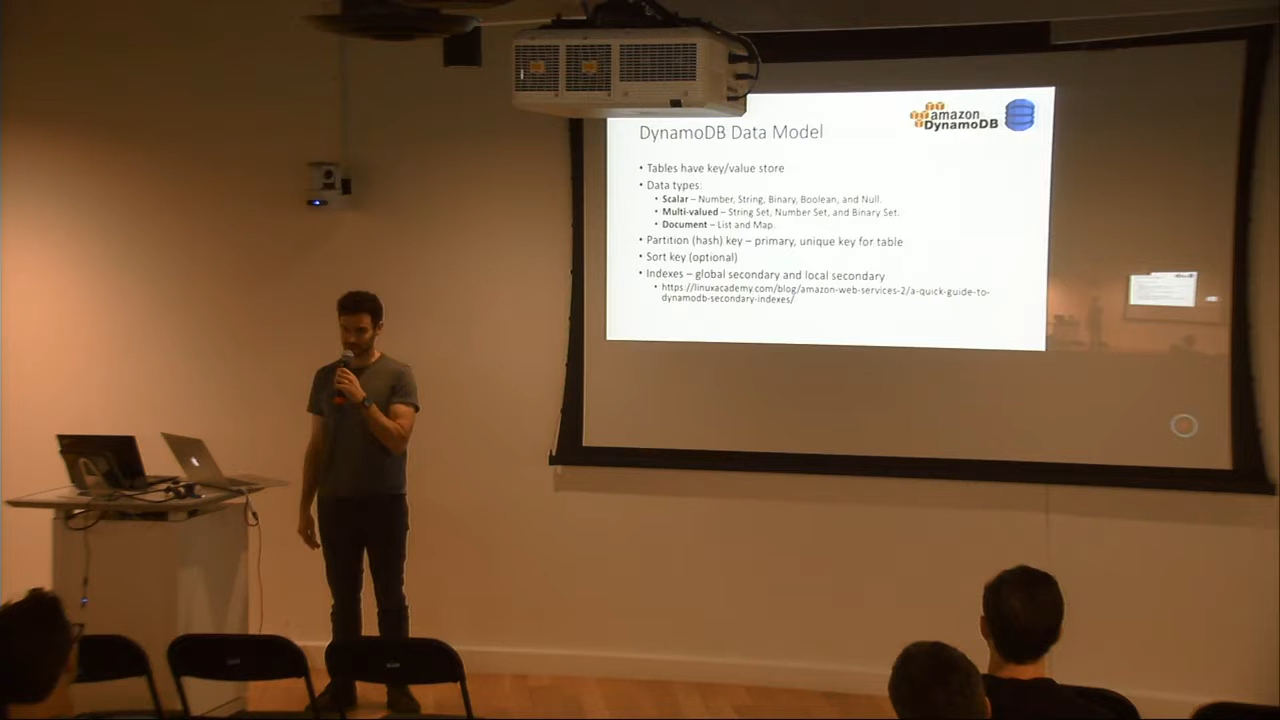 DynamoDB Data Model
amazon
DynamoDB
• Tables have key/value store
• Data types:
• Scalar – Number, String, Binary, Boolean, and Null.
• Multi-valued – String Set, Number Set, and Binary Set.
• Document – List and Map
• Partition (hash) key – primary, unique key for table
• Sort key (optional)
• Indexes – global secondary and local secondary
• https://linuxacademy.com/blog/amazon-web-services-2/a-quick-guide-to-
dynamodb-secondary-indexes/